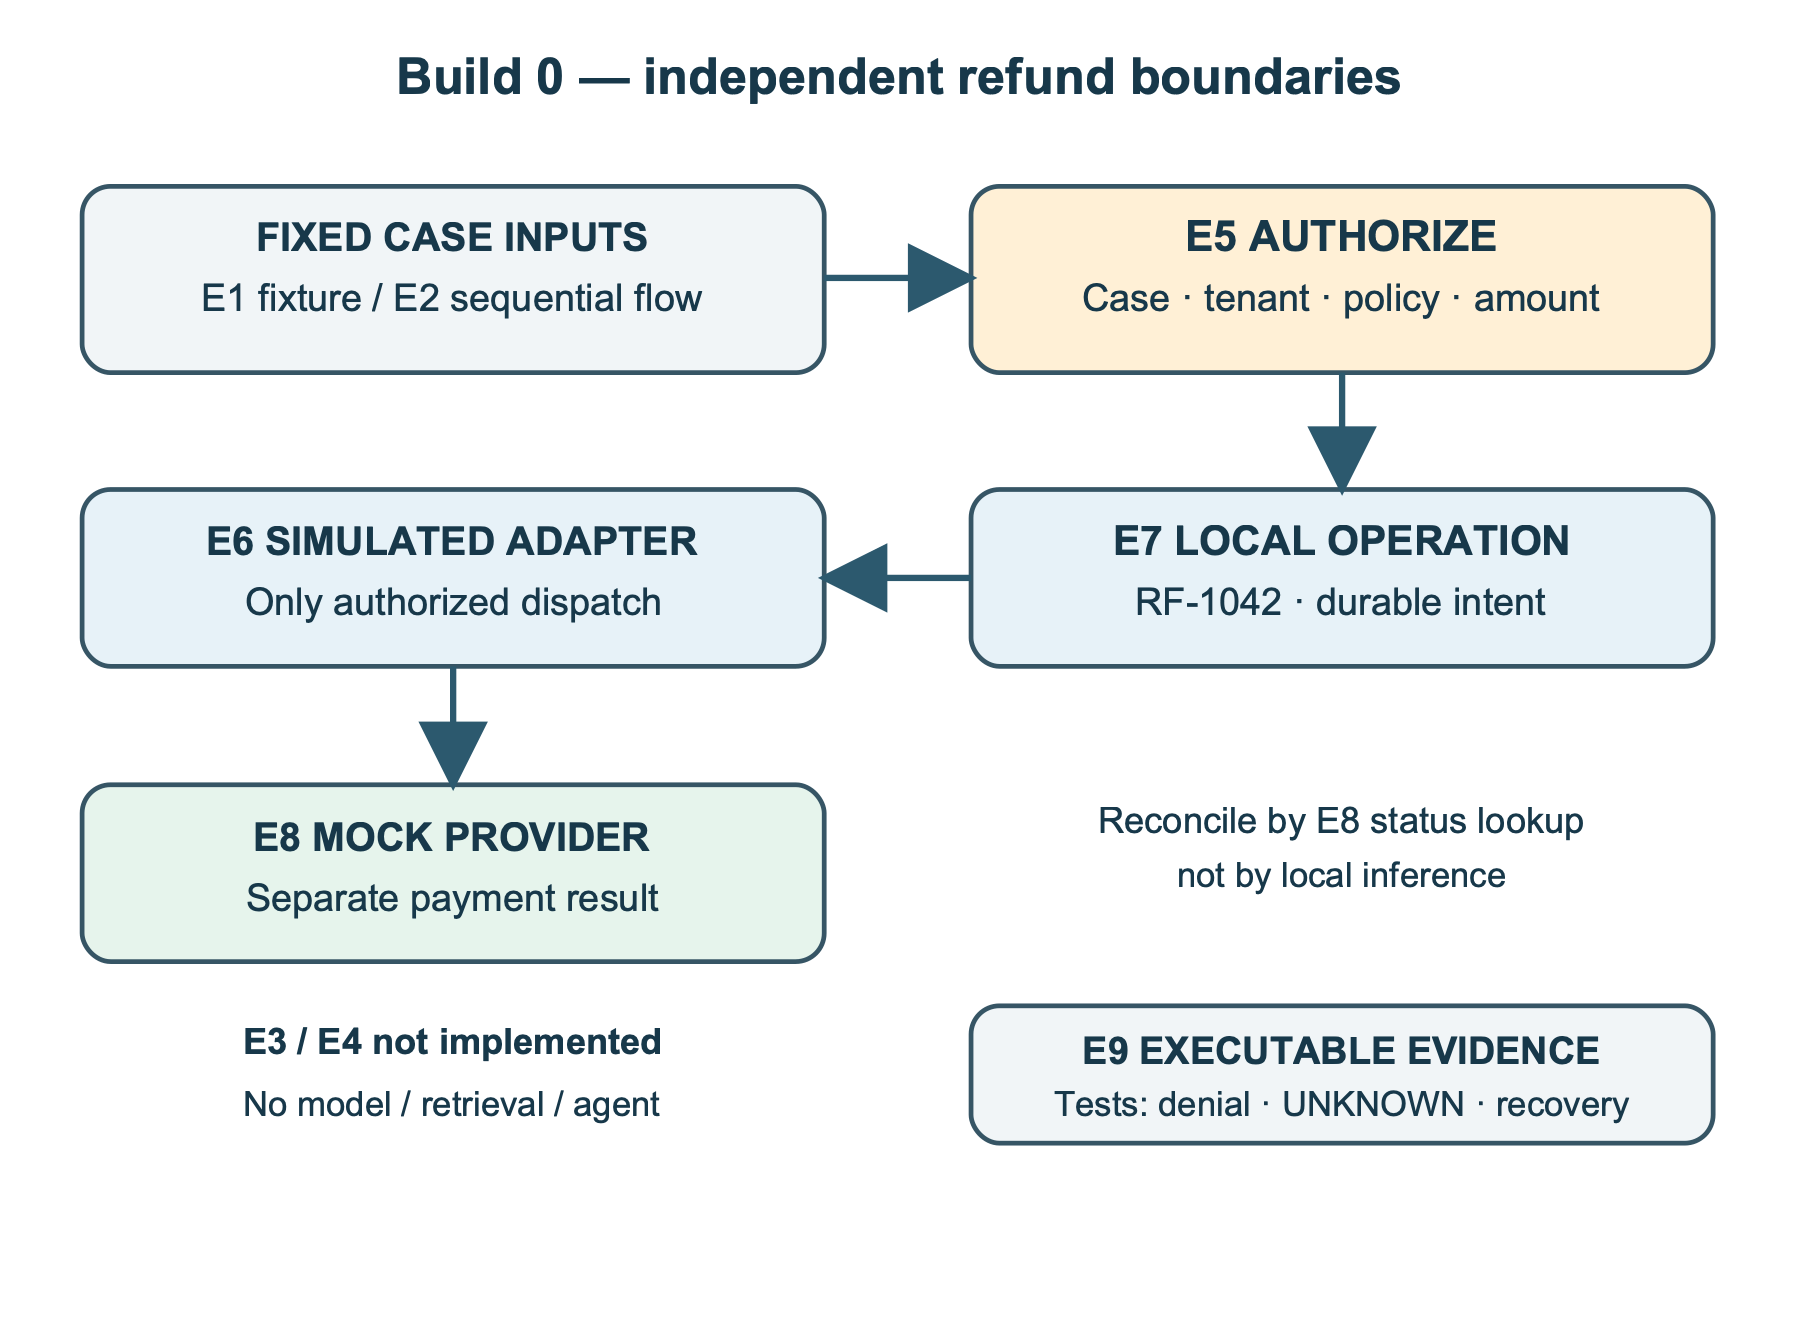 Build 0 — independent refund boundaries
FIXED CASE INPUTS
E1 fixture / E2 sequential flow
E5 AUTHORIZE
Case · tenant · policy · amount
E6 SIMULATED ADAPTER
Only authorized dispatch
E7 LOCAL OPERATION
RF-1042 · durable intent
E8 MOCK PROVIDER
Separate payment result
Reconcile by E8 status lookup
not by local inference
E3 / E4 not implemented
No model / retrieval / agent
E9 EXECUTABLE EVIDENCE
Tests: denial · UNKNOWN · recovery